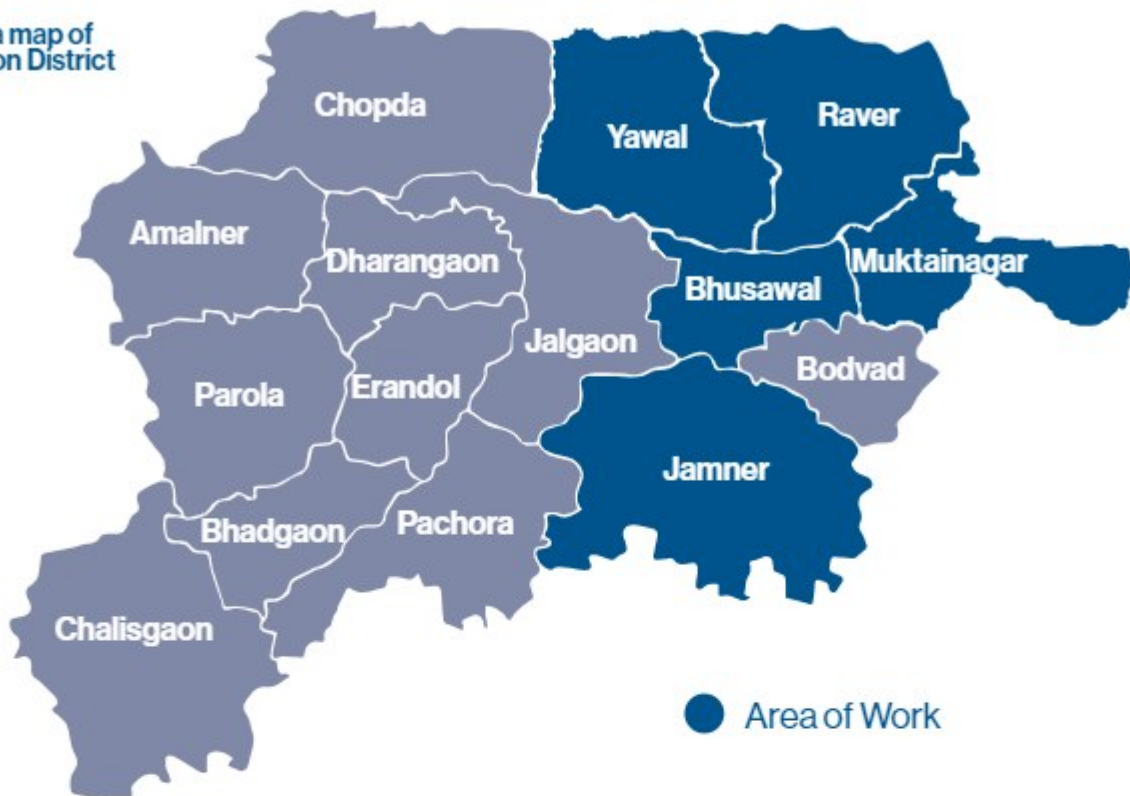 map of
District
Chopda
Yawal
Raver
Amalner
Dharangaon
Muktainagar
Bhusawal
Jalgaon
Bodvad
Parola
Erandol
Jamner
Bhadgaon
Pachora
Chalisgaon
Area of Work